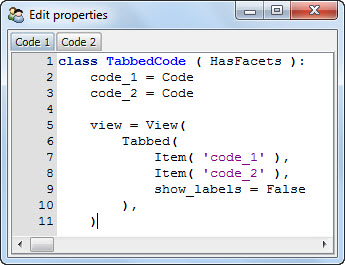 Edit properties
Code 1 Code 2
1 class TabbedCode ( HasFacets ):
2     code_1 = Code
3     code_2 = Code
4
5     view = View(
6         Tabbed(
7             Item( 'code_1' ),
8             Item( 'code_2' ),
9             show_labels = False
10         ),
11     )